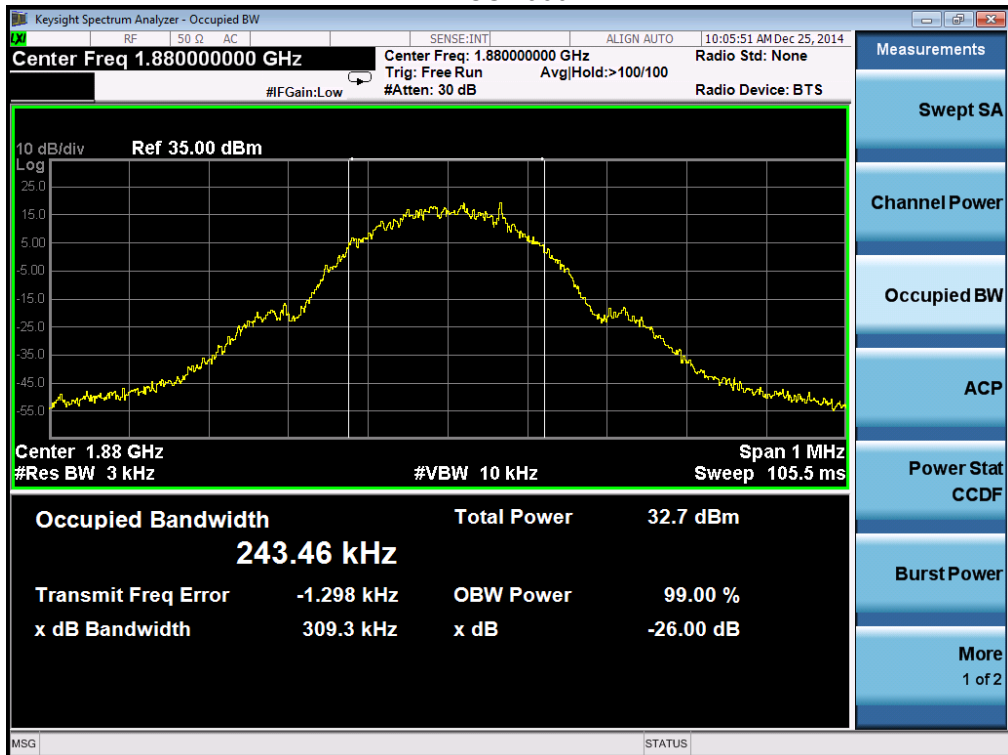 Keysight Spectrum Analyzer - Occupied BW
LXI RF 50 Ω AC SENSE:INT ALIGN AUTO 10:05:51 AM Dec 25, 2014
Center Freq 1.880000000 GHz
Center Freq: 1.880000000 GHz Radio Std: None
Trig: Free Run Avg|Hold:>100/100
#IFGain:Low #Atten: 30 dB Radio Device: BTS
10 dB/div Ref 35.00 dBm
Log
25.0
15.0
5.00
-5.00
-15.0
-25.0
-35.0
-45.0
-55.0
Center 1.88 GHz Span 1 MHz
#Res BW 3 kHz #VBW 10 kHz Sweep 105.5 ms
Occupied Bandwidth Total Power 32.7 dBm
243.46 kHz
Transmit Freq Error -1.298 kHz OBW Power 99.00 %
x dB Bandwidth 309.3 kHz x dB -26.00 dB
MSG STATUS
Measurements
Swept SA
Channel Power
Occupied BW
ACP
Power Stat
CCDF
Burst Power
More
1 of 2